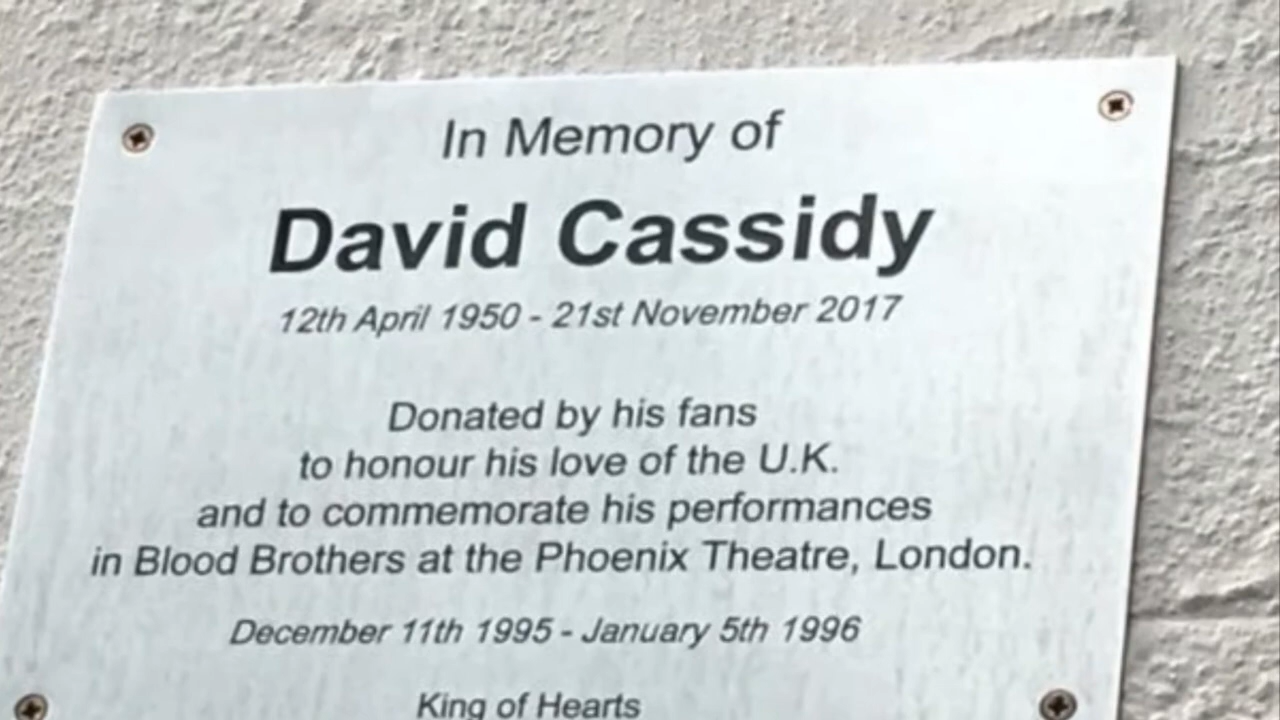 In Memory of
David Cassidy
12th April 1950 - 21st November 2017
Donated by his fans
to honour his love of the U.K.
and to commemorate his performances
in Blood Brothers at the Phoenix Theatre, London.
December 11th 1995 - January 5th 1996
King of Hearts